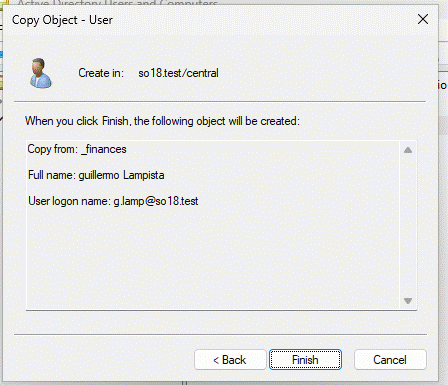 Active Directory Users and Computers
Copy Object - User
Create in: so18.test/central
When you click Finish, the following object will be created:
Copy from: _finances
Full name: guillermo Lampista
User logon name: g.lamp@so18.test
< Back
Finish
Cancel